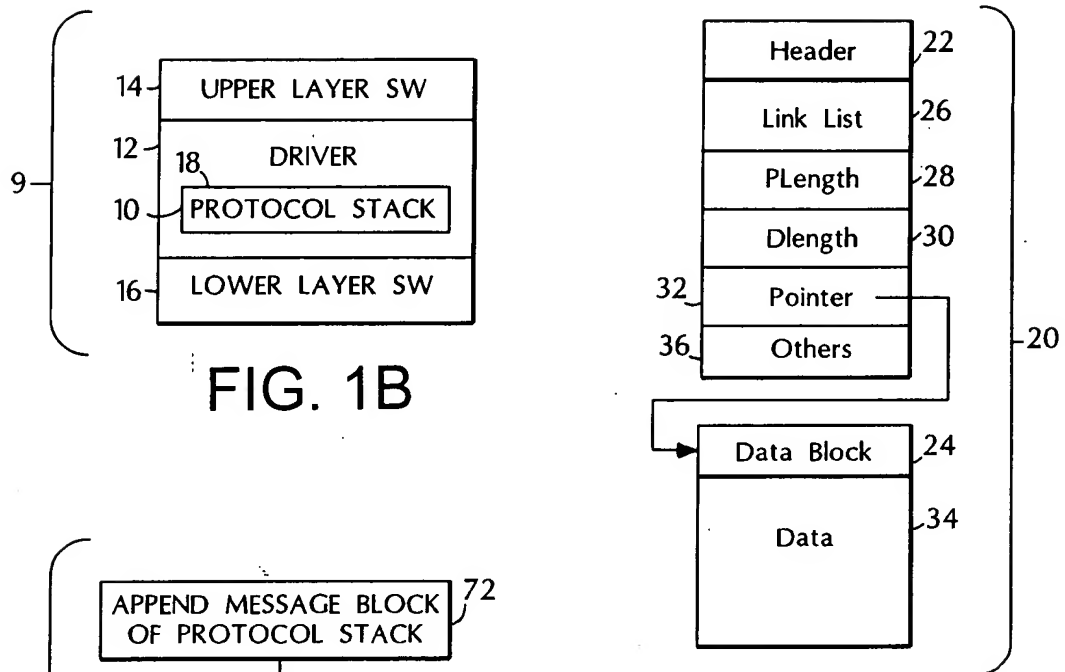 9
14
UPPER LAYER SW
12
DRIVER
18
10
PROTOCOL STACK
16
LOWER LAYER SW
FIG. 1B
Header
22
Link List
26
PLength
28
Dlength
30
32
Pointer
36
Others
20
Data Block
24
Data
34
APPEND MESSAGE BLOCK
OF PROTOCOL STACK
72